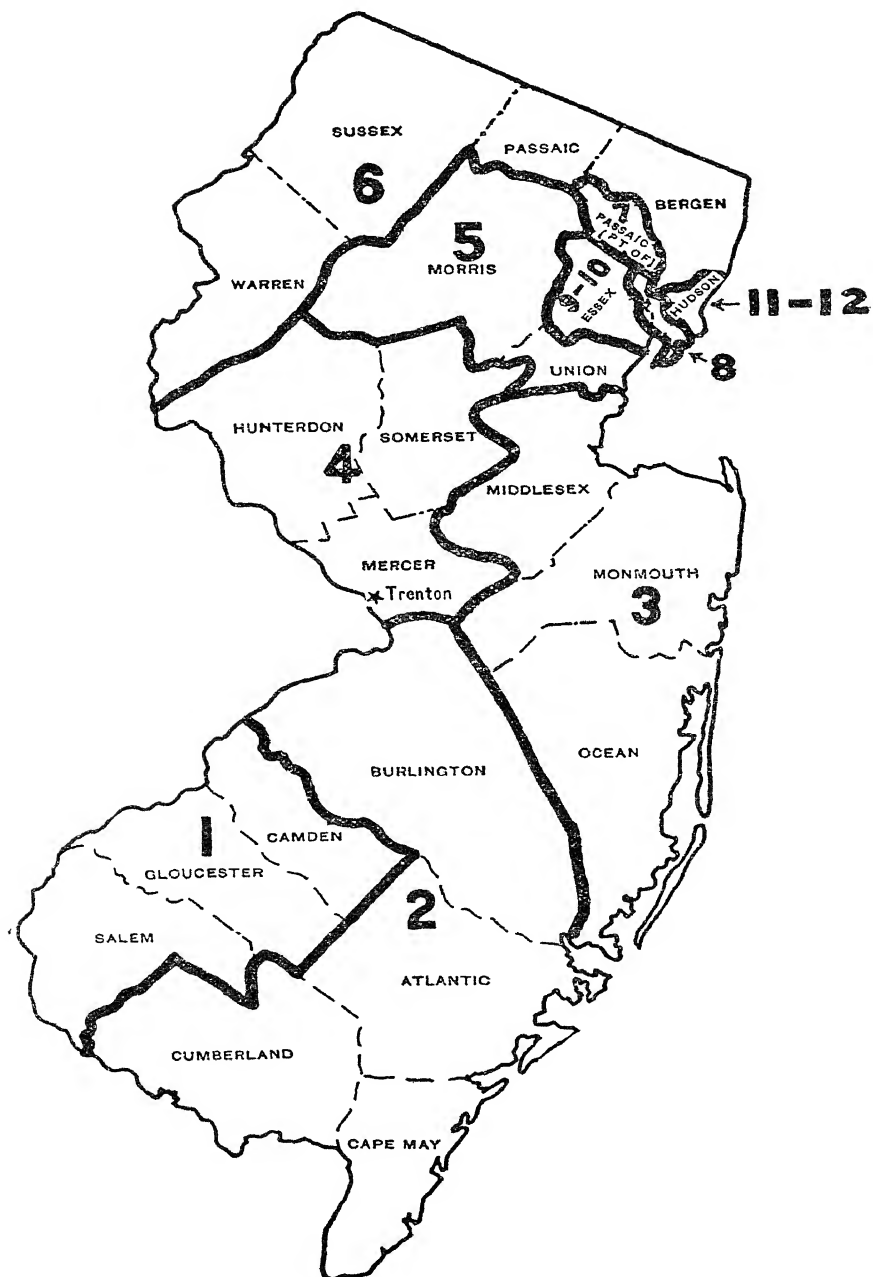 SUSSEX
PASSAIC
6
BERGEN
7
PASSAIC
(PT OF)
5
MORRIS
WARREN
-10
ESSEX
HUDSON
11-12
8
UNION
HUNTERDON
SOMERSET
4
MIDDLESEX
MERCER
Trenton
MONMOUTH
3
OCEAN
BURLINGTON
1
CAMDEN
GLOUCESTER
2
SALEM
ATLANTIC
CUMBERLAND
CAPE MAY